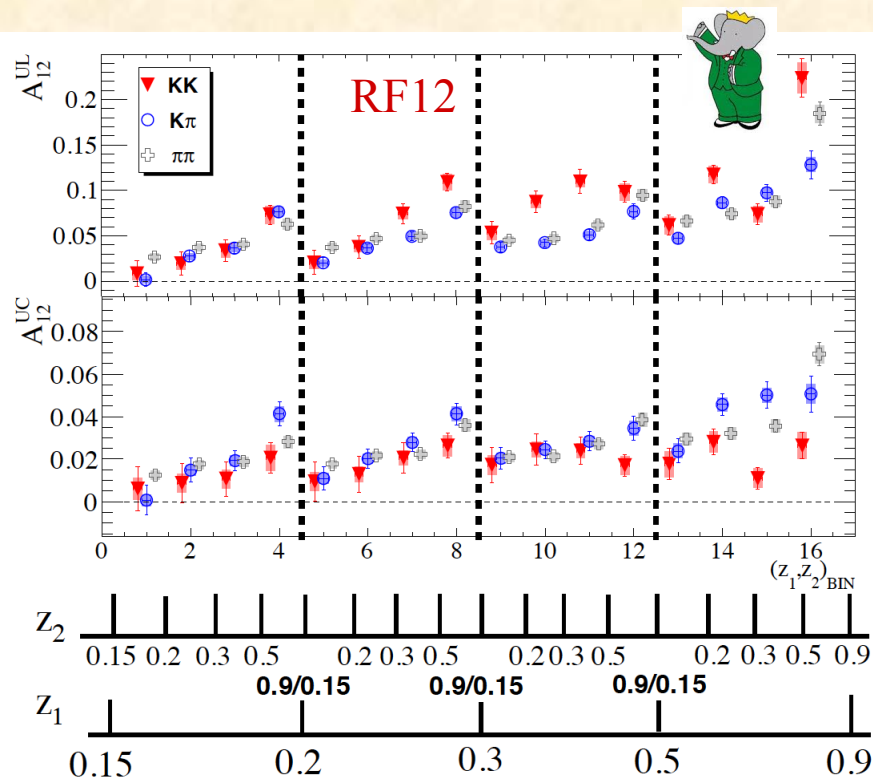 A₁₂^UL
KK
Kπ
ππ
RF12
0.2
0.15
0.1
0.05
0
A₁₂^UC
0.08
0.06
0.04
0.02
0
0 2 4 6 8 10 12 14 16
(z₁,z₂)BIN
Z₂
0.15 0.2 0.3 0.5 0.2 0.3 0.5 0.2 0.3 0.5 0.2 0.3 0.5 0.9
0.9/0.15 0.9/0.15 0.9/0.15
Z₁
0.15 0.2 0.3 0.5 0.9